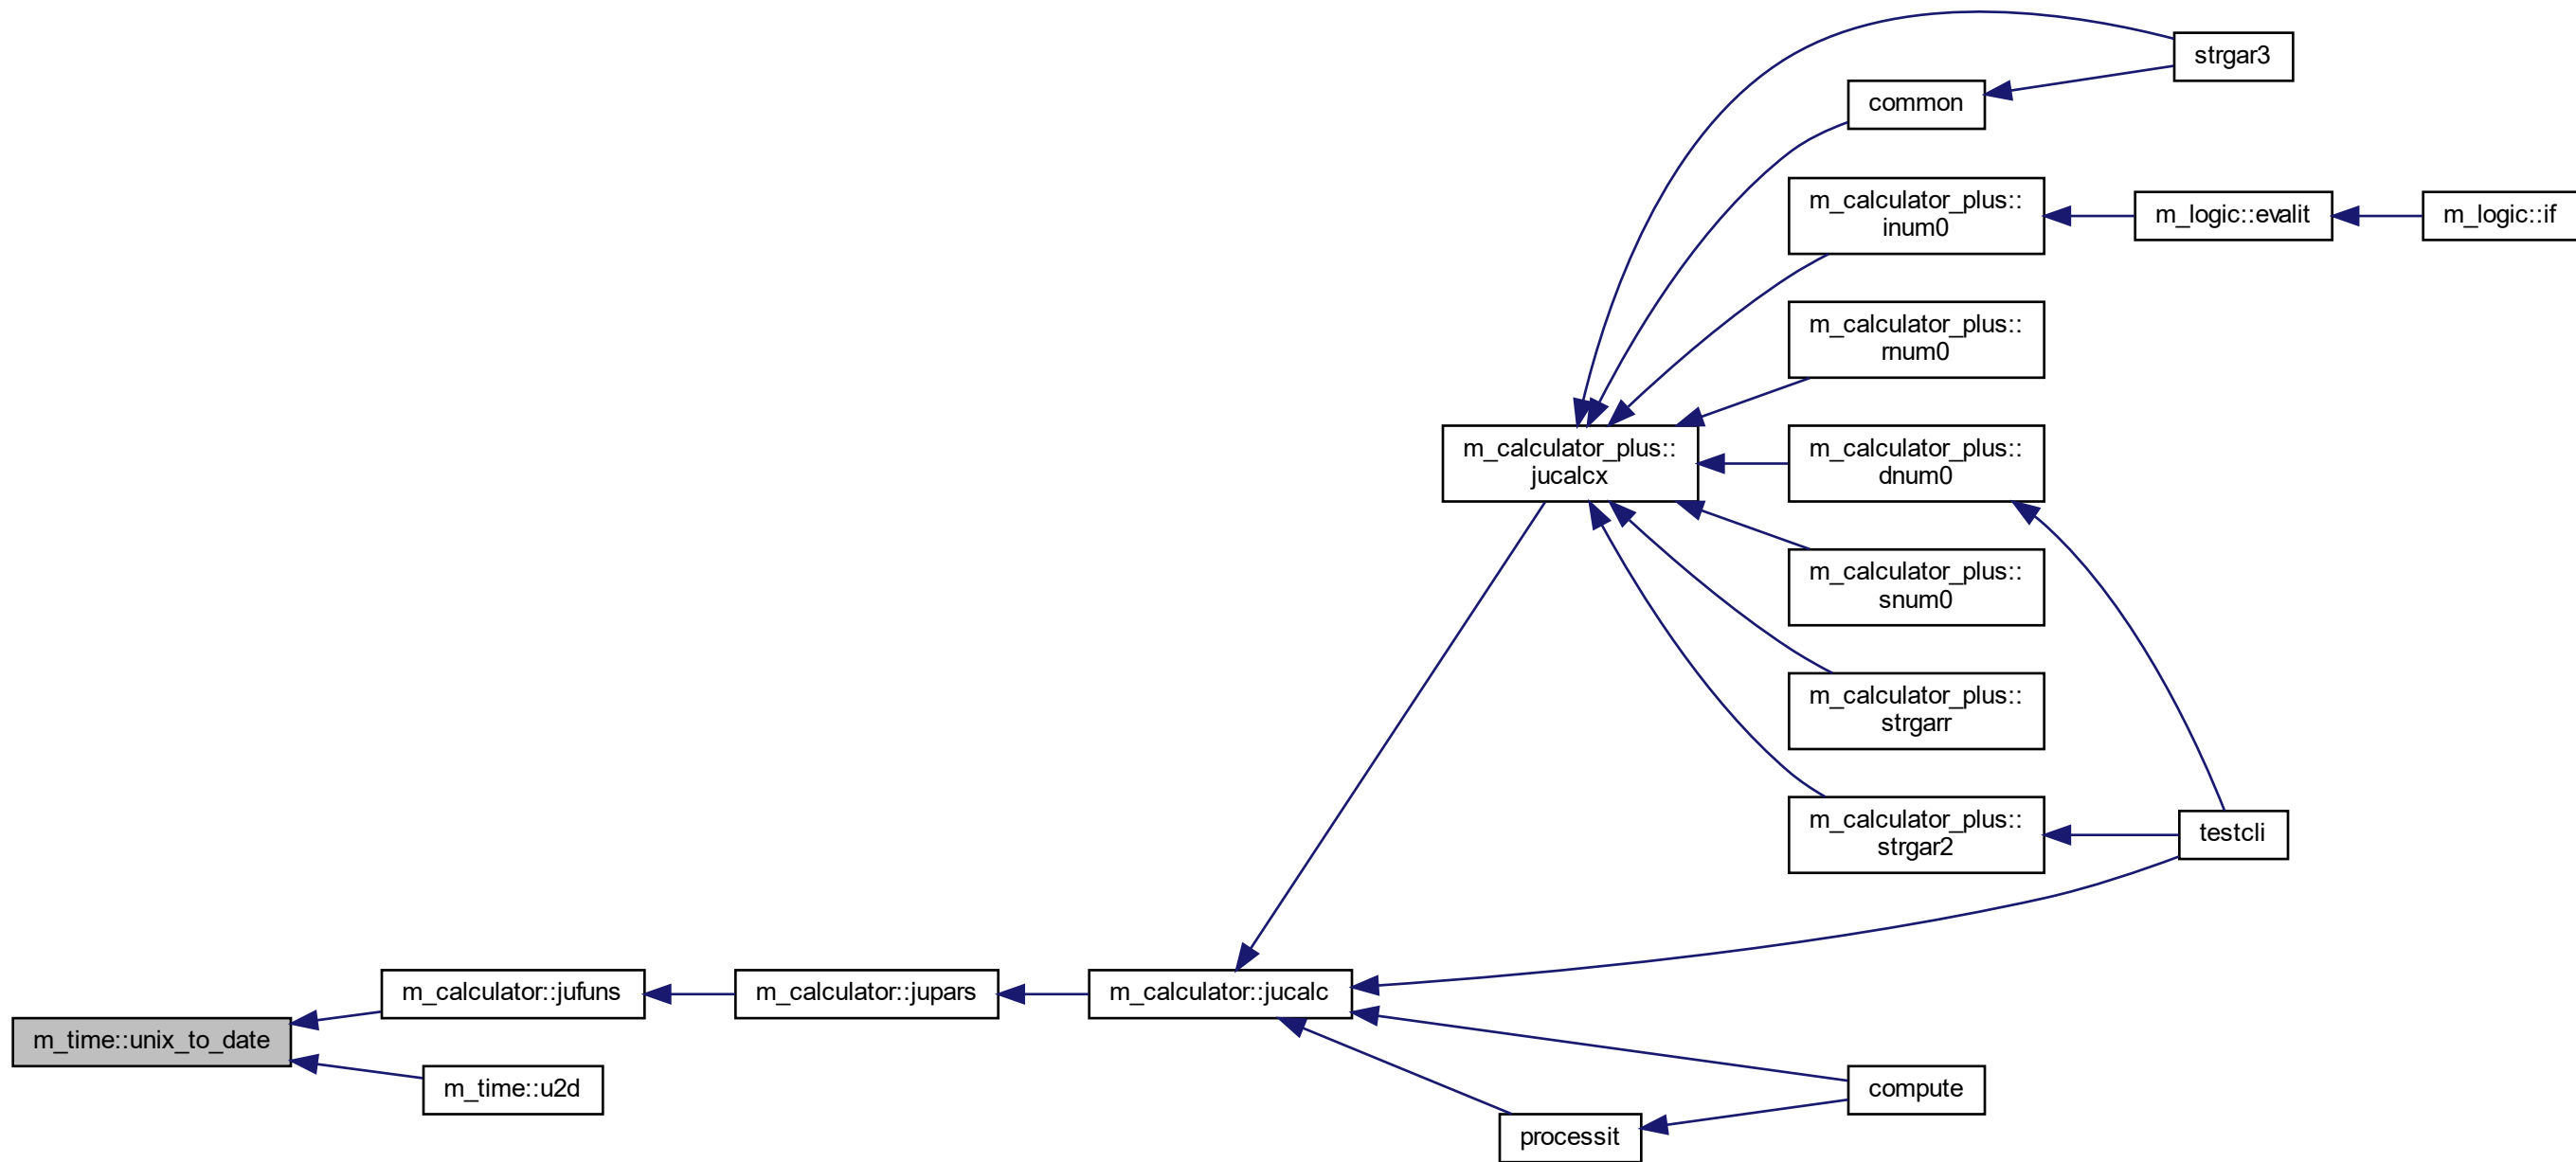 strgar3
common
m_calculator_plus::
inum0
m_logic::evalit
m_logic::if
m_calculator_plus::
rnum0
m_calculator_plus::
jucalcx
m_calculator_plus::
dnum0
m_calculator_plus::
snum0
m_calculator_plus::
strgarr
m_calculator_plus::
strgar2
testcli
m_calculator::jufuns
m_calculator::jupars
m_calculator::jucalc
m_time::unix_to_date
m_time::u2d
compute
processit